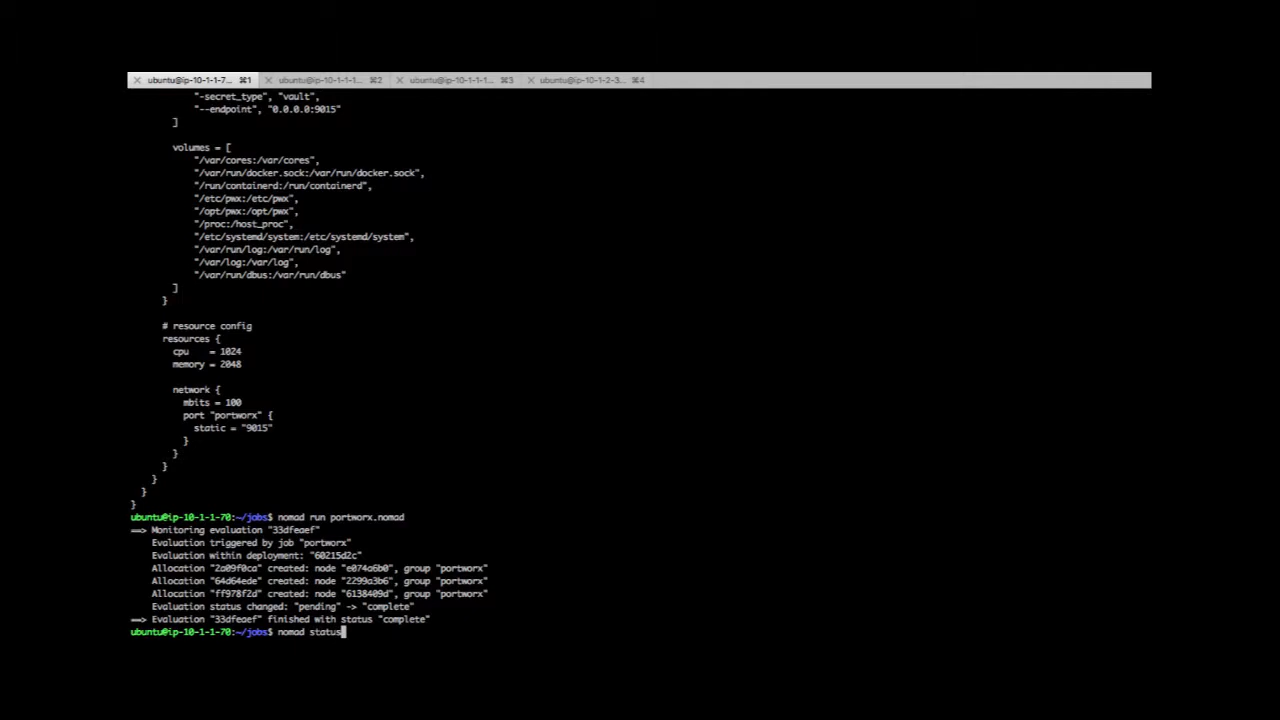 ubuntu@ip-10-1-1-7... ⌘1 ubuntu@ip-10-1-1-1... ⌘2 ubuntu@ip-10-1-1-1... ⌘3 ubuntu@ip-10-1-2-3... ⌘4
"-secret_type", "vault",
"--endpoint", "0.0.0.0:9015"
]
volumes = [
"/var/cores:/var/cores",
"/var/run/docker.sock:/var/run/docker.sock",
"/run/containerd:/run/containerd",
"/etc/pwx:/etc/pwx",
"/opt/pwx:/opt/pwx",
"/proc:/host_proc",
"/etc/systemd/system:/etc/systemd/system",
"/var/run/log:/var/run/log",
"/var/log:/var/log",
"/var/run/dbus:/var/run/dbus"
]
}
# resource config
resources {
cpu = 1024
memory = 2048
network {
mbits = 100
port "portworx" {
static = "9015"
}
}
}
}
}
}
ubuntu@ip-10-1-1-70:~/jobs$ nomad run portworx.nomad
==> Monitoring evaluation "33dfeaef"
Evaluation triggered by job "portworx"
Evaluation within deployment: "60215d2c"
Allocation "2a09f0ca" created: node "e074a6b0", group "portworx"
Allocation "64d64ede" created: node "2299a3b6", group "portworx"
Allocation "ff978f2d" created: node "6138409d", group "portworx"
Evaluation status changed: "pending" -> "complete"
==> Evaluation "33dfeaef" finished with status "complete"
ubuntu@ip-10-1-1-70:~/jobs$ nomad status